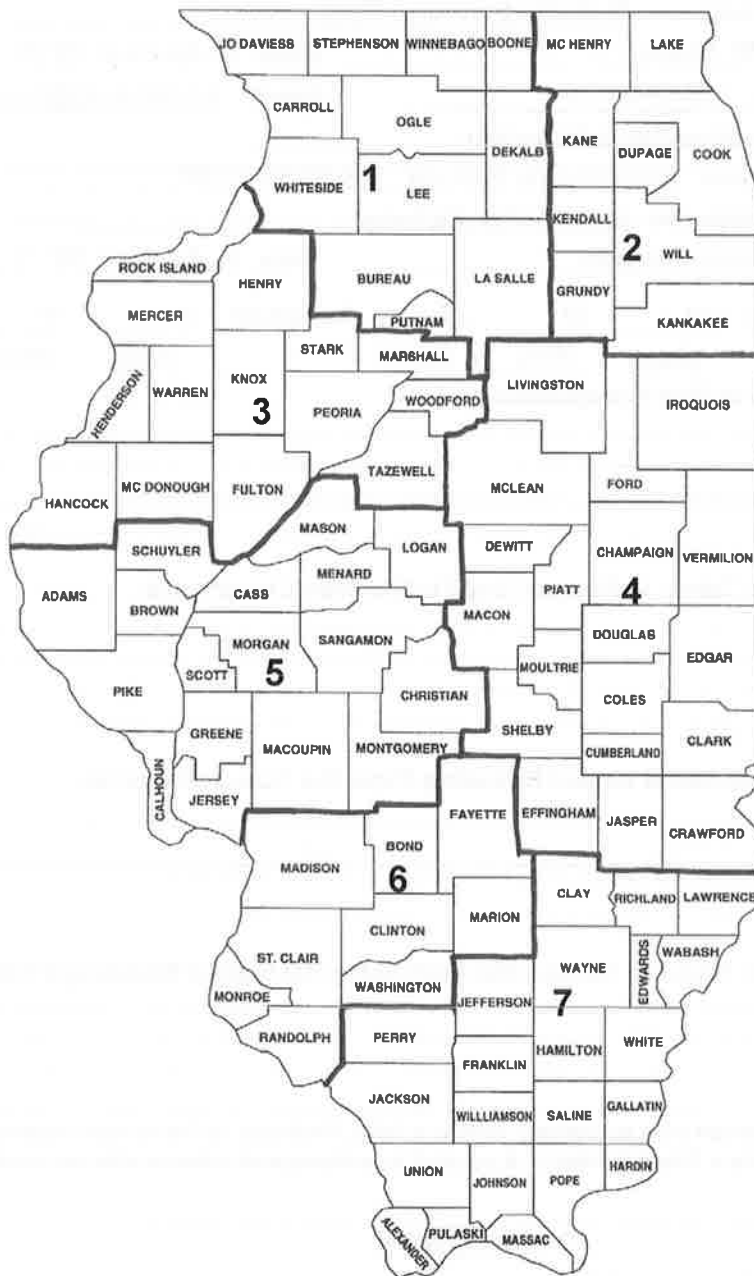 JO DAVIESS STEPHENSON WINNEBAGO BOONE MC HENRY LAKE
CARROLL OGLE DEKALB KANE DUPAGE COOK
WHITESIDE 1 LEE KENDALL 2 WILL
ROCK ISLAND HENRY BUREAU LA SALLE GRUNDY
MERCER PUTNAM KANKAKEE
STARK MARSHALL
HENDERSON WARREN KNOX 3 PEORIA WOODFORD LIVINGSTON IROQUOIS
HANCOCK MC DONOUGH FULTON TAZEWELL MCLEAN FORD
MASON LOGAN DEWITT CHAMPAIGN VERMILION
ADAMS SCHUYLER CASS MENARD PIATT 4
BROWN MORGAN SANGAMON MACON DOUGLAS EDGAR
PIKE SCOTT 5 CHRISTIAN MOULTRIE COLES
GREENE MACOUPIN MONTGOMERY SHELBY CUMBERLAND CLARK
CALHOUN JERSEY FAYETTE EFFINGHAM JASPER CRAWFORD
MADISON BOND
6 CLAY RICHLAND LAWRENCE
ST. CLAIR CLINTON MARION WAYNE EDWARDS WABASH
MONROE WASHINGTON JEFFERSON 7
RANDOLPH PERRY FRANKLIN HAMILTON WHITE
JACKSON WILLLIAMSON SALINE GALLATIN
UNION JOHNSON POPE HARDIN
ALEXANDER PULASKI MASSAC